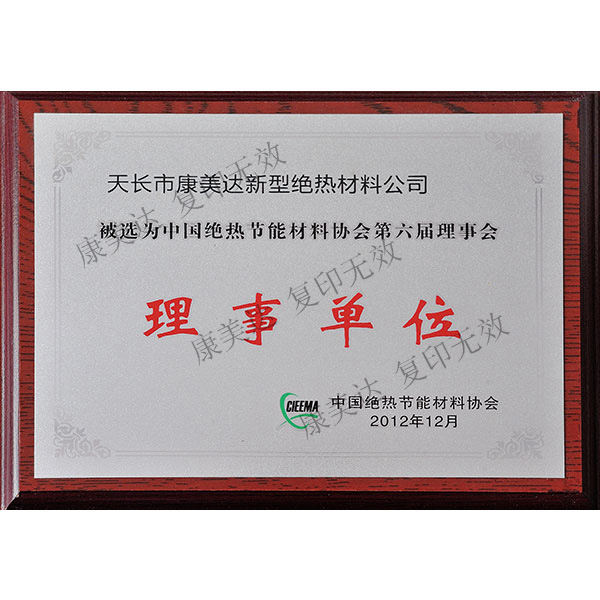 天长市康美达新型绝热材料公司
被选为中国绝热节能材料协会第六届理事会
理事单位
CIEEMA
中国绝热节能材料协会
2012年12月
康美达 复印无效
康美达 复印无效
康美达 复印无效